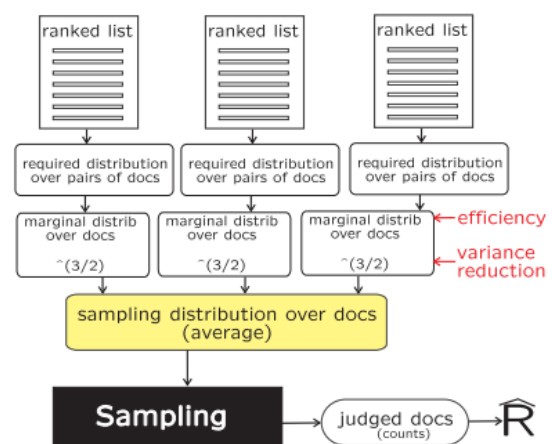 ranked list
ranked list
ranked list
required distribution
over pairs of docs
required distribution
over pairs of docs
required distribution
over pairs of docs
marginal distrib
over docs
^(3/2)
marginal distrib
over docs
^(3/2)
marginal distrib
over docs
^(3/2)
efficiency
variance
reduction
sampling distribution over docs
(average)
Sampling
judged docs
(counts)
R̂